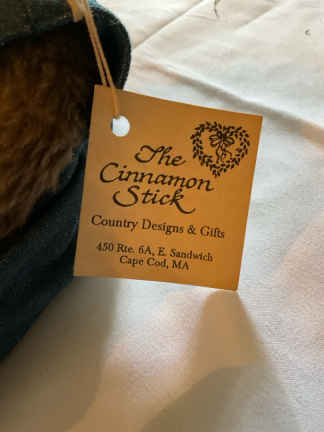 The
Cinnamon
Stick
Country Designs & Gifts
450 Rte. 6A, E. Sandwich
Cape Cod, MA